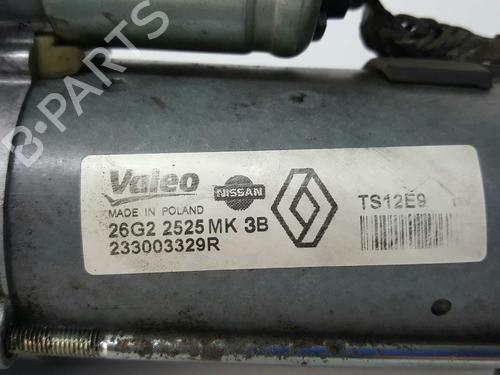 B-PARTS
Valeo
NISSAN
MADE IN POLAND
TS12E9
26G2 2525 MK 3B
233003329R